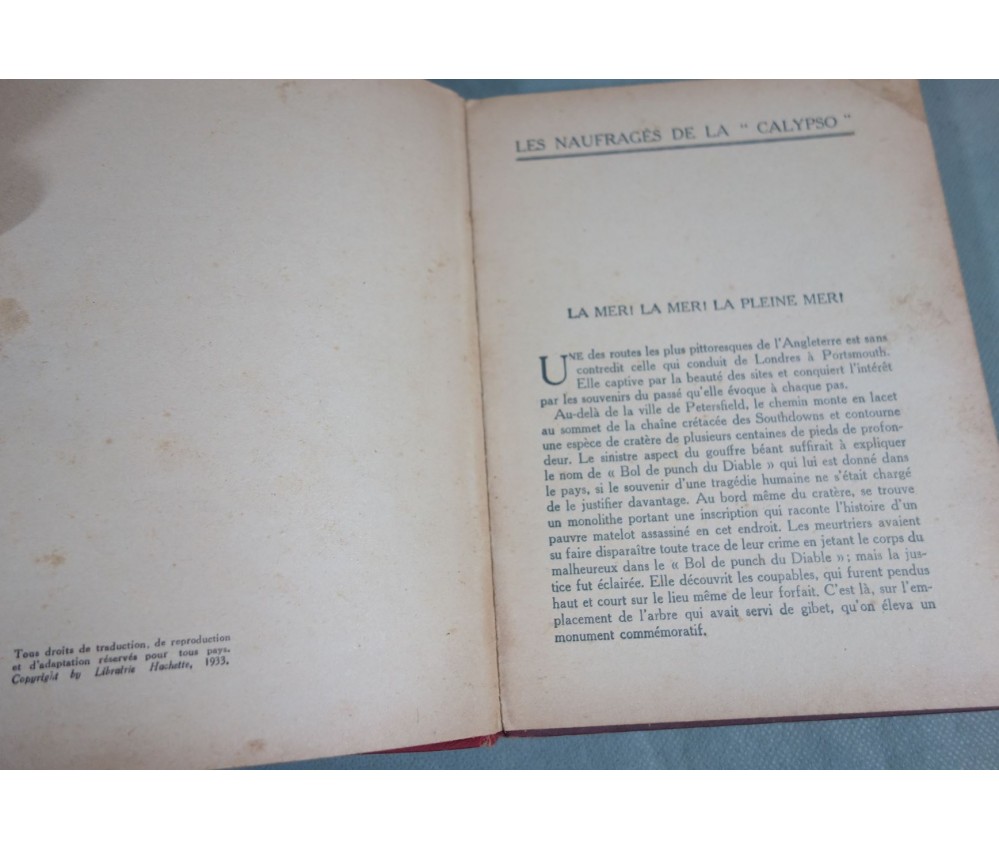 Tous droits de traduction, de reproduction
et d'adaptation réservés pour tous pays.
Copyrigid by Librairie Hachette, 1933.
LES NAUFRAGÉS DE LA " CALYPSO "
LA MER! LA MER! LA PLEINE MER!
UNE des routes les plus pittoresques de l'Angleterre est sans
contredit celle qui conduit de Londres à Portsmouth.
Elle captive par la beauté des sites et conquiert l'intérêt
par les souvenirs du passé qu'elle évoque à chaque pas.
Au-delà de la ville de Petersfield, le chemin monte en lacet
au sommet de la chaîne crétacée des Southdowns et contourne
une espèce de cratère de plusieurs centaines de pieds de profon-
deur. Le sinistre aspect du gouffre béant suffirait à expliquer
le nom de « Bol de punch du Diable » qui lui est donné dans
le pays, si le souvenir d'une tragédie humaine ne s'était chargé
de le justifier davantage. Au bord même du cratère, se trouve
un monolithe portant une inscription qui raconte l'histoire d'un
pauvre matelot assassiné en cet endroit. Les meurtriers avaient
su faire disparaître toute trace de leur crime en jetant le corps du
malheureux dans le « Bol de punch du Diable »; mais la jus-
tice fut éclairée. Elle découvrit les coupables, qui furent pendus
haut et court sur le lieu même de leur forfait. C'est là, sur l'em-
placement de l'arbre qui avait servi de gibet, qu'on éleva un
monument commémoratif.